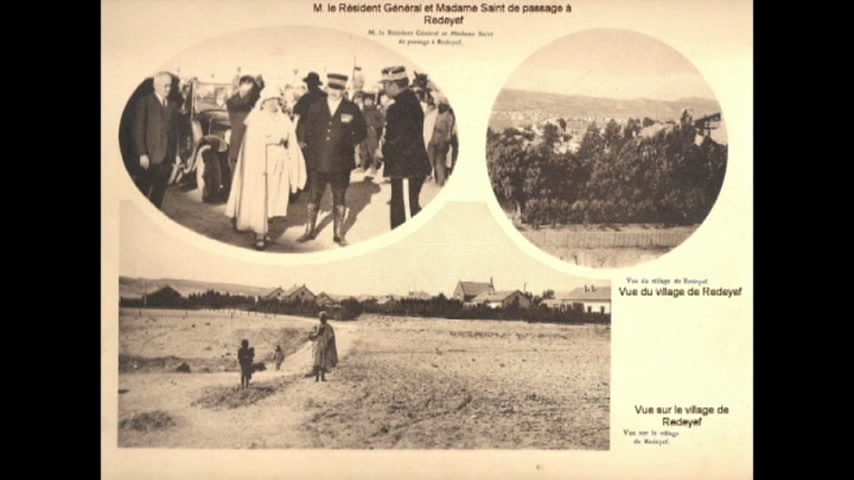 M. le Résident Général et Madame Saint de passage à
Redeyef
M. le Résident Général et Madame Saint
de passage à Redeyef.
Vue du village de Redeyef.
Vue du village de Redeyef
Vue sur le village de
Redeyef
Vue sur le village
de Redeyef.